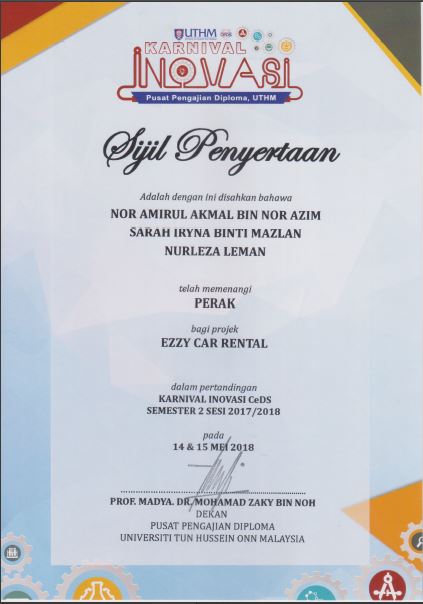 UTHM
KARNIVAL
INOVASI
Pusat Pengajian Diploma, UTHM
Sijil Penyertaan
Adalah dengan ini disahkan bahawa
NOR AMIRUL AKMAL BIN NOR AZIM
SARAH IRYNA BINTI MAZLAN
NURLEZA LEMAN
telah memenangi
PERAK
bagi projek
EZZY CAR RENTAL
dalam pertandingan
KARNIVAL INOVASI CeDS
SEMESTER 2 SESI 2017/2018
pada
14 & 15 MEI 2018
PROF. MADYA. DR. MOHAMAD ZAKY BIN NOH
DEKAN
PUSAT PENGAJIAN DIPLOMA
UNIVERSITI TUN HUSSEIN ONN MALAYSIA